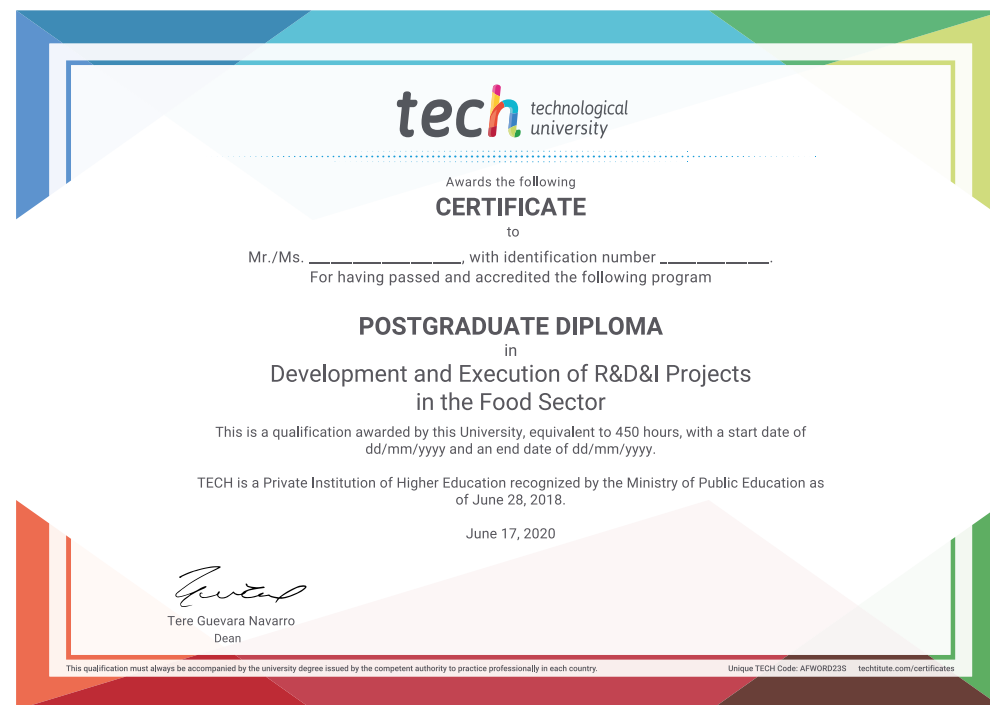 tech technological
university
Awards the following
CERTIFICATE
to
Mr./Ms. _______________, with identification number ___________.
For having passed and accredited the following program
POSTGRADUATE DIPLOMA
in
Development and Execution of R&D&I Projects
in the Food Sector
This is a qualification awarded by this University, equivalent to 450 hours, with a start date of
dd/mm/yyyy and an end date of dd/mm/yyyy.
TECH is a Private Institution of Higher Education recognized by the Ministry of Public Education as
of June 28, 2018.
June 17, 2020
Tere Guevara Navarro
Dean
This qualification must always be accompanied by the university degree issued by the competent authority to practice professionally in each country. Unique TECH Code: AFWORD23S techtitute.com/certificates